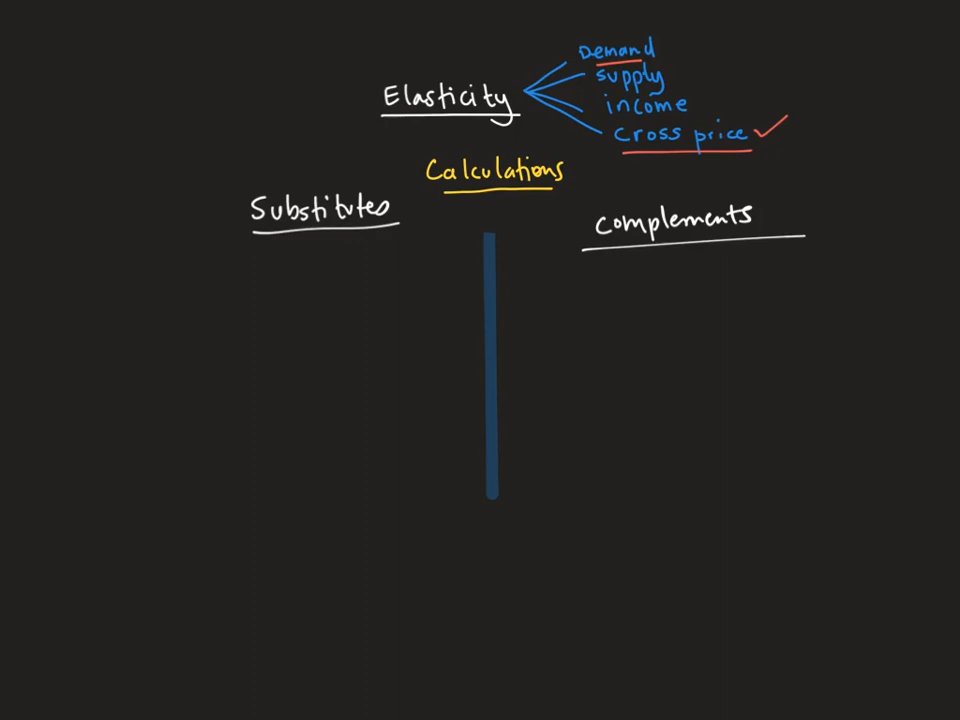 Elasticity
Demand
supply
income
cross price
Calculations
Substitutes
complements